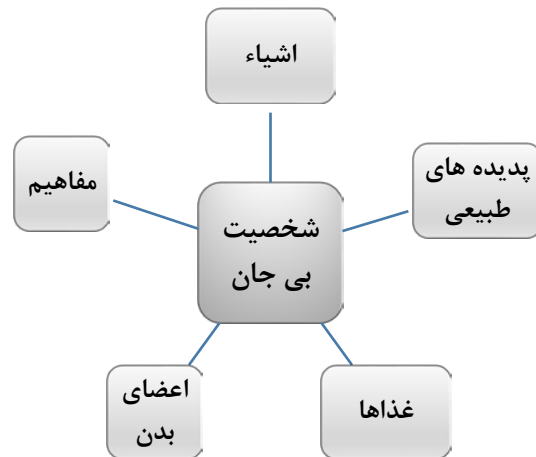 اشیاء
پدیده های
طبیعی
مفاهیم
شخصیت
بی جان
اعضای
بدن
غذاها